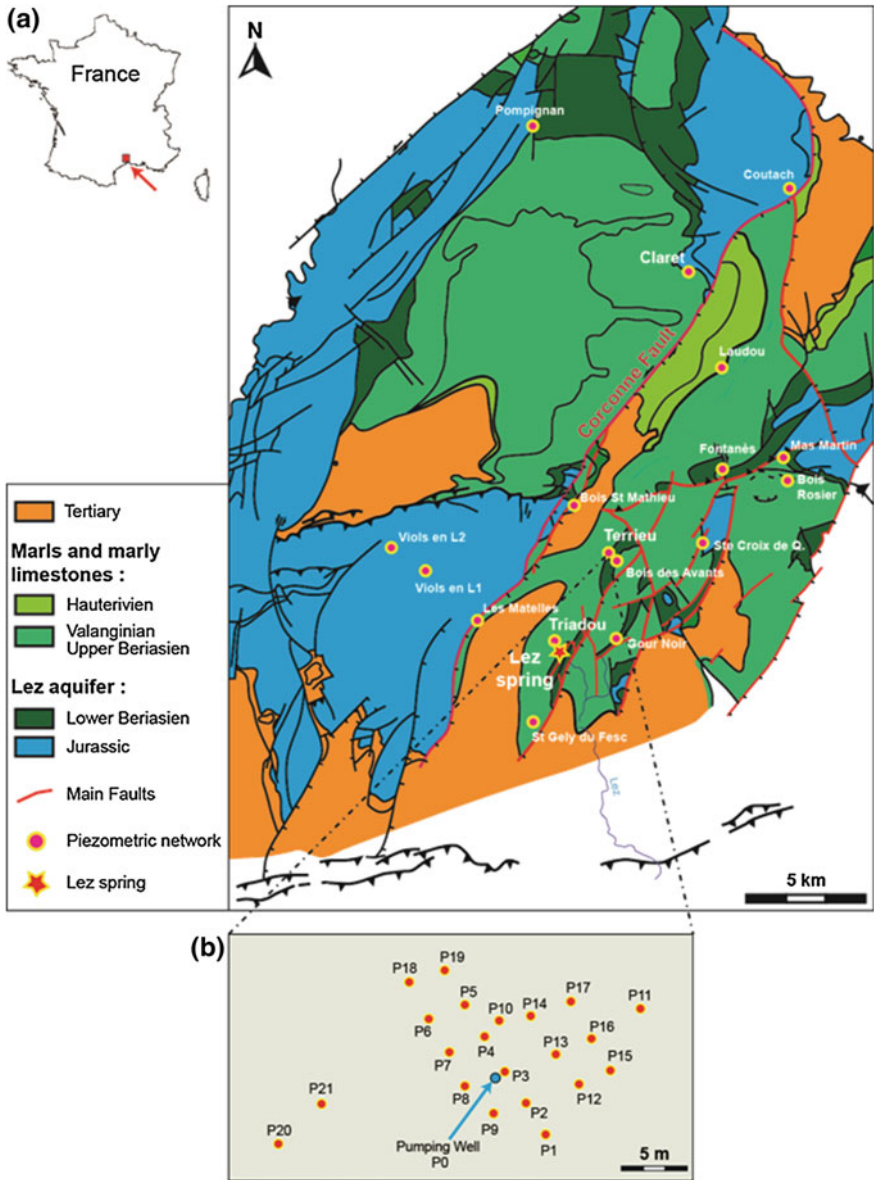 (a)
France
N
Pompignan
Coutach
Claret
Corconne Fault
Laudou
Fontanès
Mas Martin
Bois
Rosier
Bois St Mathieu
Viols en L2
Terrieu
Ste Croix de Q.
Bois des Avants
Viols en L1
Les Matelles
Triadou
Gour Noir
Lez
spring
St Gely du Fesc
Lez
5 km
Tertiary
Marls and marly
limestones :
Hauterivien
Valanginian
Upper Beriasien
Lez aquifer :
Lower Beriasien
Jurassic
Main Faults
Piezometric network
Lez spring
(b)
P19
P18
P5
P17
P11
P10
P14
P6
P16
P4
P13
P7
P15
P3
P8
P12
P21
P2
P9
P20
P1
Pumping Well
P0
5 m